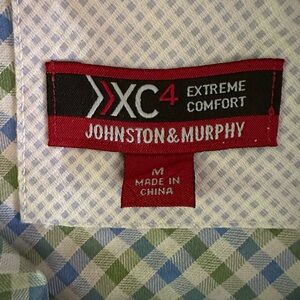 XC4 EXTREME
COMFORT
JOHNSTON&MURPHY
M
MADE IN
CHINA